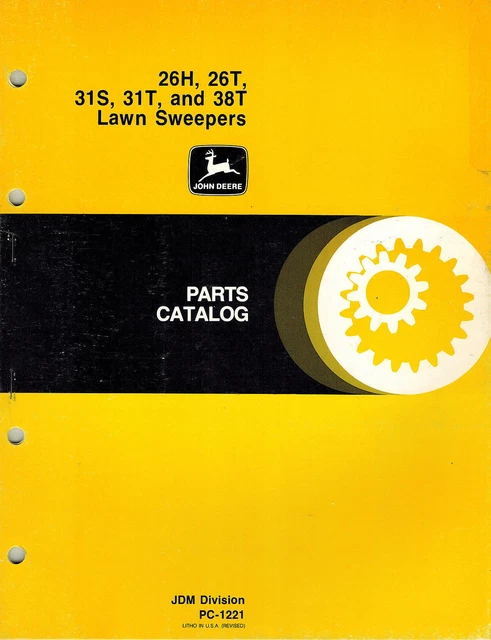 26H, 26T,
31S, 31T, and 38T
Lawn Sweepers
JOHN DEERE
PARTS
CATALOG
JDM Division
PC-1221
LITHO IN U.S.A. (REVISED)